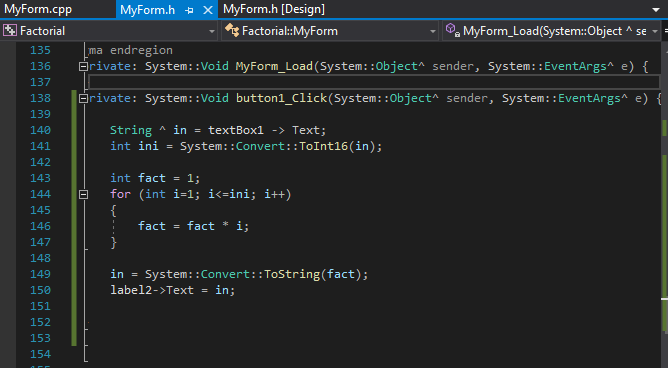 MyForm.cpp MyForm.h MyForm.h [Design]
Factorial Factorial::MyForm MyForm_Load(System::Object ^ se
135 ma endregion
136 rivate: System::Void MyForm_Load(System::Object^ sender, System::EventArgs^ e) {
137
138 rivate: System::Void button1_Click(System::Object^ sender, System::EventArgs^ e) {
139
140 String ^ in = textBox1 -> Text;
141 int ini = System::Convert::ToInt16(in);
142
143 int fact = 1;
144 for (int i=1; i<=ini; i++)
145 {
146 fact = fact * i;
147 }
148
149 in = System::Convert::ToString(fact);
150 label2->Text = in;
151
152
153
154